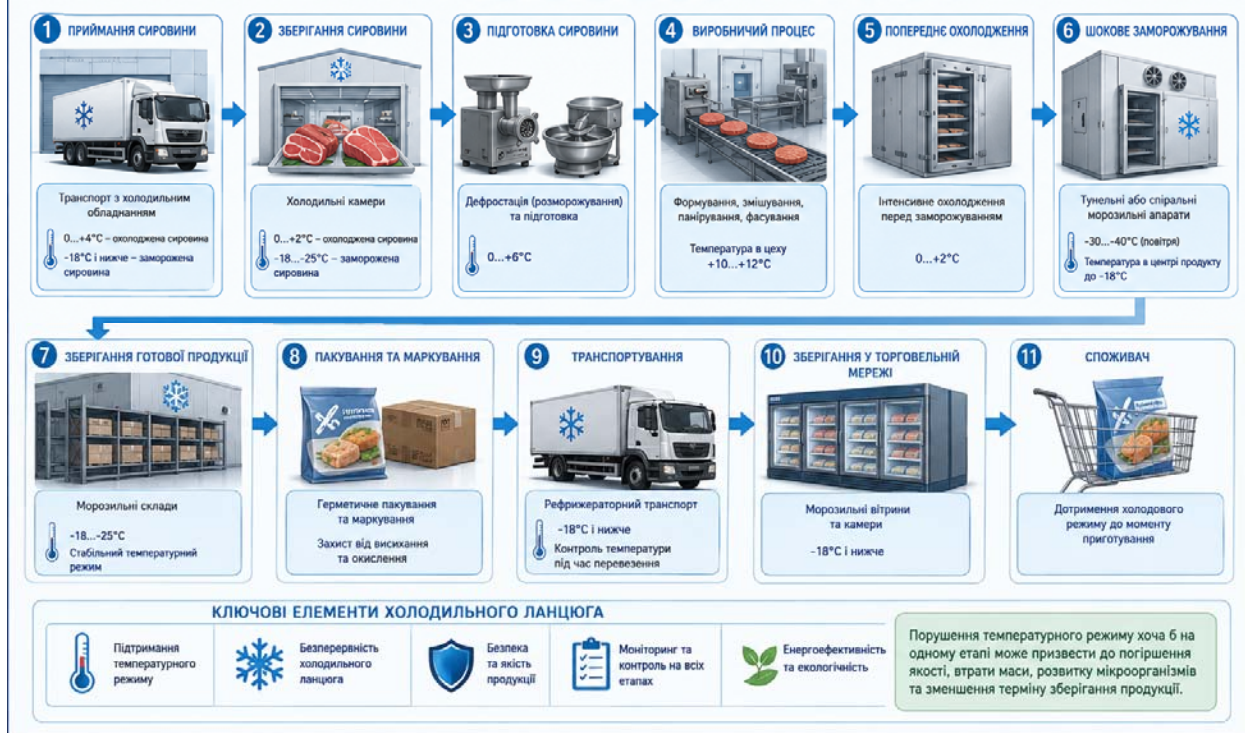 1 ПРИЙМАННЯ СИРОВИНИ
Транспорт з холодильним
обладнанням
0...+4°C – охолоджена сировина
-18°C і нижче – заморожена
сировина
2 ЗБЕРІГАННЯ СИРОВИНИ
Холодильні камери
0...+2°C – охолоджена сировина
-18...-25°C – заморожена
сировина
3 ПІДГОТОВКА СИРОВИНИ
Дефростація (розморожування)
та підготовка
0...+6°C
4 ВИРОБНИЧИЙ ПРОЦЕС
Формування, змішування,
панірування, фасування
Температура в цеху
+10...+12°C
5 ПОПЕРЕДНЄ ОХОЛОДЖЕННЯ
Інтенсивне охолодження
перед заморожуванням
0...+2°C
6 ШОКОВЕ ЗАМОРОЖУВАННЯ
Тунельні або спіральні
морозильні апарати
-30...-40°C (повітря)
Температура в центрі продукту
до -18°C
7 ЗБЕРІГАННЯ ГОТОВОЇ ПРОДУКЦІЇ
Морозильні склади
-18...-25°C
Стабільний температурний
режим
8 ПАКУВАННЯ ТА МАРКУВАННЯ
Герметичне пакування
та маркування
Захист від висихання
та окислення
9 ТРАНСПОРТУВАННЯ
Рефрижераторний транспорт
-18°C і нижче
Контроль температури
під час перевезення
10 ЗБЕРІГАННЯ У ТОРГОВЕЛЬНІЙ
МЕРЕЖІ
Морозильні вітрини
та камери
-18°C і нижче
11 СПОЖИВАЧ
Дотримення холодового
режиму до моменту
приготування
КЛЮЧОВІ ЕЛЕМЕНТИ ХОЛОДИЛЬНОГО ЛАНЦЮГА
Підтримання
температурного
режиму
Безперервність
холодильного
ланцюга
Безпека
та якість
продукції
Моніторинг та
контроль на всіх
етапах
Енергоефективність
та екологічність
Порушення температурного режиму хоча б на
одному етапі може призвести до погіршення
якості, втрати маси, розвитку мікроорганізмів
та зменшення терміну зберігання продукції.